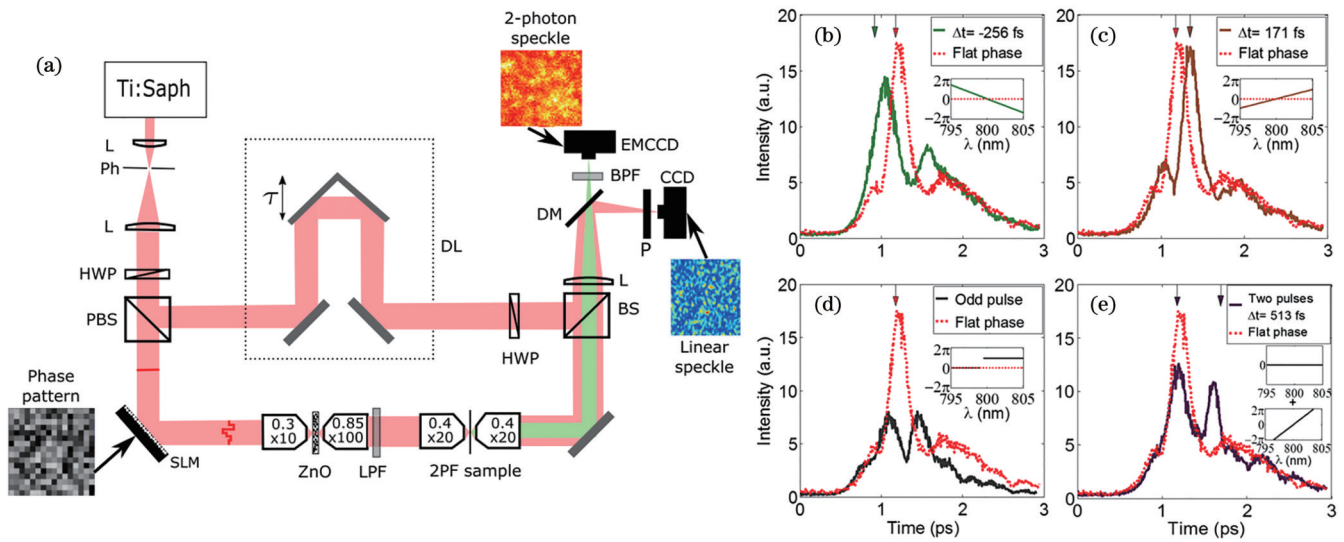 (a)
2-photon
speckle
Ti:Saph
L
Ph
L
HWP
PBS
τ
DL
EMCCD
BPF
CCD
DM
P
L
BS
HWP
Linear
speckle
Phase
pattern
SLM
0.3
x10
0.85
x100
ZnO
LPF
0.4
x20
0.4
x20
2PF sample
(b)
Δt= -256 fs
Flat phase
2π
0
−2π
795 800 805
λ (nm)
20
15
10
5
0
Intensity (a.u.)
0 1 2 3
(c)
Δt= 171 fs
Flat phase
2π
0
−2π
795 800 805
λ (nm)
20
15
10
5
0
0 1 2 3
(d)
Odd pulse
Flat phase
2π
0
−2π
795 800 805
λ (nm)
20
15
10
5
0
Intensity (a.u.)
0 1 2 3
Time (ps)
(e)
Two pulses
Δt= 513 fs
Flat phase
2π
0
−2π
795 800 805
+
2π
0
−2π
795 800 805
λ (nm)
20
15
10
5
0
0 1 2 3
Time (ps)